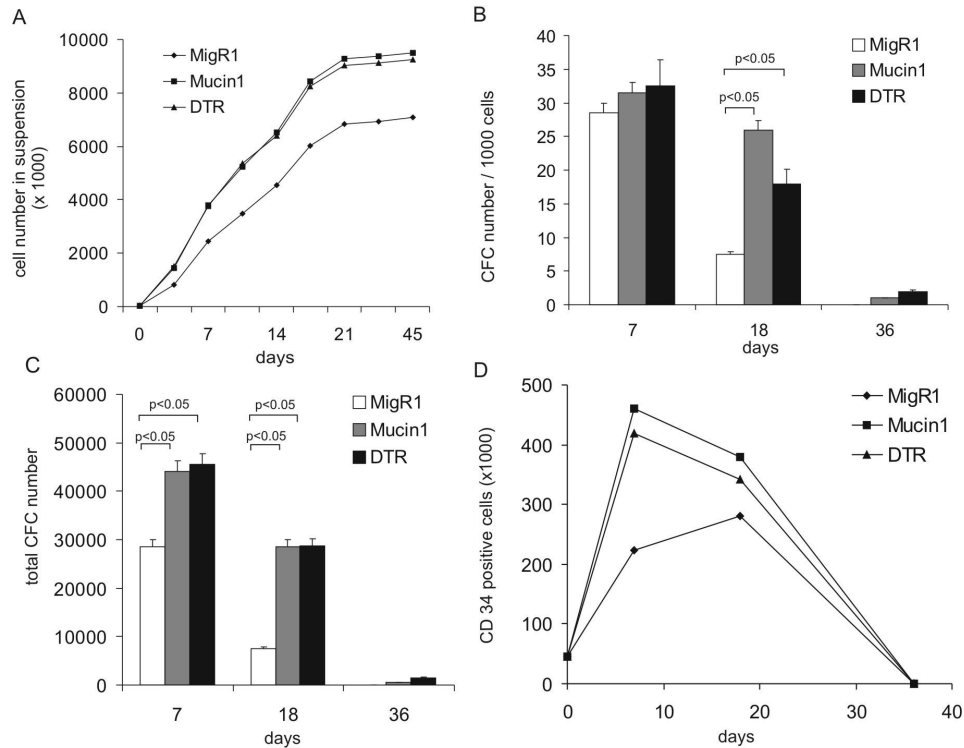 A
cell number in suspension
(x 1000)
10000
8000
6000
4000
2000
0
0 7 14 21 45
days
MigR1
Mucin1
DTR
B
CFC number / 1000 cells
40
35
30
25
20
15
10
5
0
7 18 36
days
p<0.05
p<0.05
MigR1
Mucin1
DTR
C
total CFC number
60000
50000
40000
30000
20000
10000
0
7 18 36
days
p<0.05
p<0.05
p<0.05
p<0.05
MigR1
Mucin1
DTR
D
CD 34 positive cells (x1000)
500
400
300
200
100
0
0 10 20 30 40
days
MigR1
Mucin1
DTR